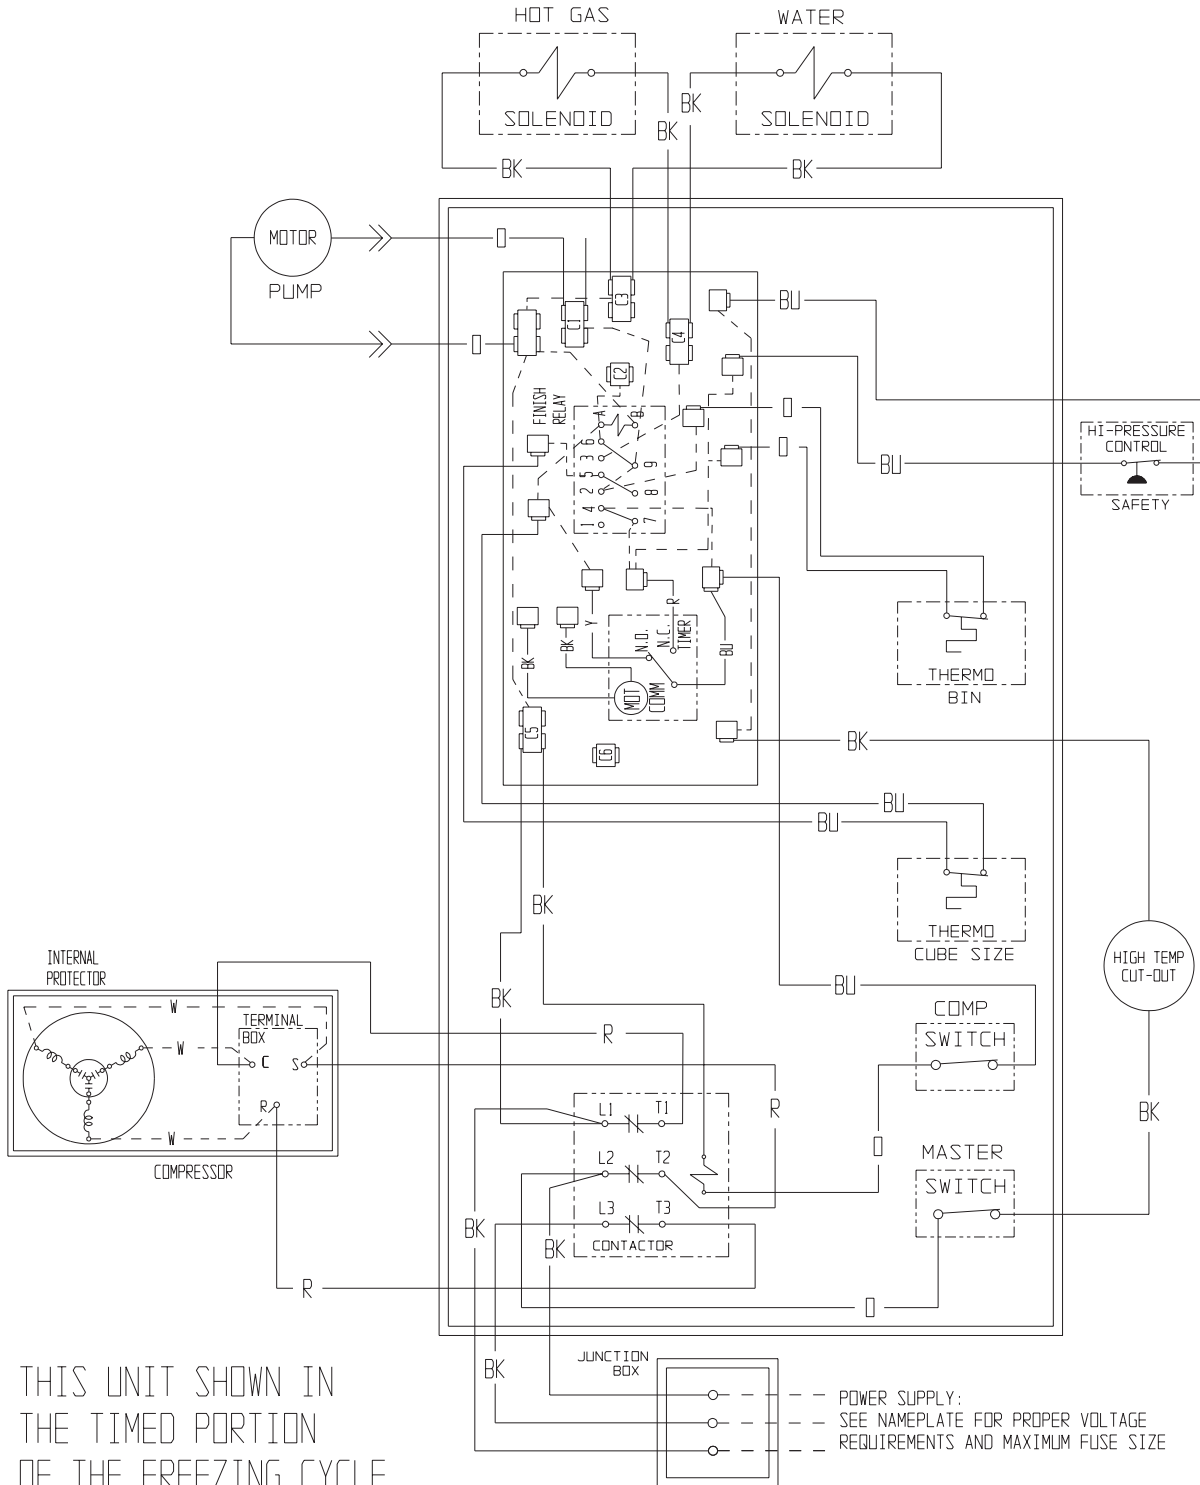 HOT GAS
WATER
SOLENOID
SOLENOID
BK
BK
BK
BK
MOTOR
PUMP
O
O
C3
C1
C4
C2
BU
FINISH
RELAY
A
B
6
3
5
2
4
1
9
8
7
O
O
BU
HI-PRESSURE
CONTROL
SAFETY
R
Y
N.O.
N.C.
TIMER
BK
BK
BU
MOT
COMM
C5
C6
THERMO
BIN
BK
BU
BU
THERMO
CUBE SIZE
BK
HIGH TEMP
CUT-OUT
INTERNAL
PROTECTOR
W
TERMINAL
BOX
W
C
S
R
W
COMPRESSOR
BK
R
BU
COMP
SWITCH
R
L1
T1
L2
T2
L3
T3
CONTACTOR
O
BK
MASTER
SWITCH
BK
BK
R
O
BK
JUNCTION
BOX
THIS UNIT SHOWN IN
THE TIMED PORTION
OF THE FREEZING CYCLE
POWER SUPPLY:
SEE NAMEPLATE FOR PROPER VOLTAGE
REQUIREMENTS AND MAXIMUM FUSE SIZE